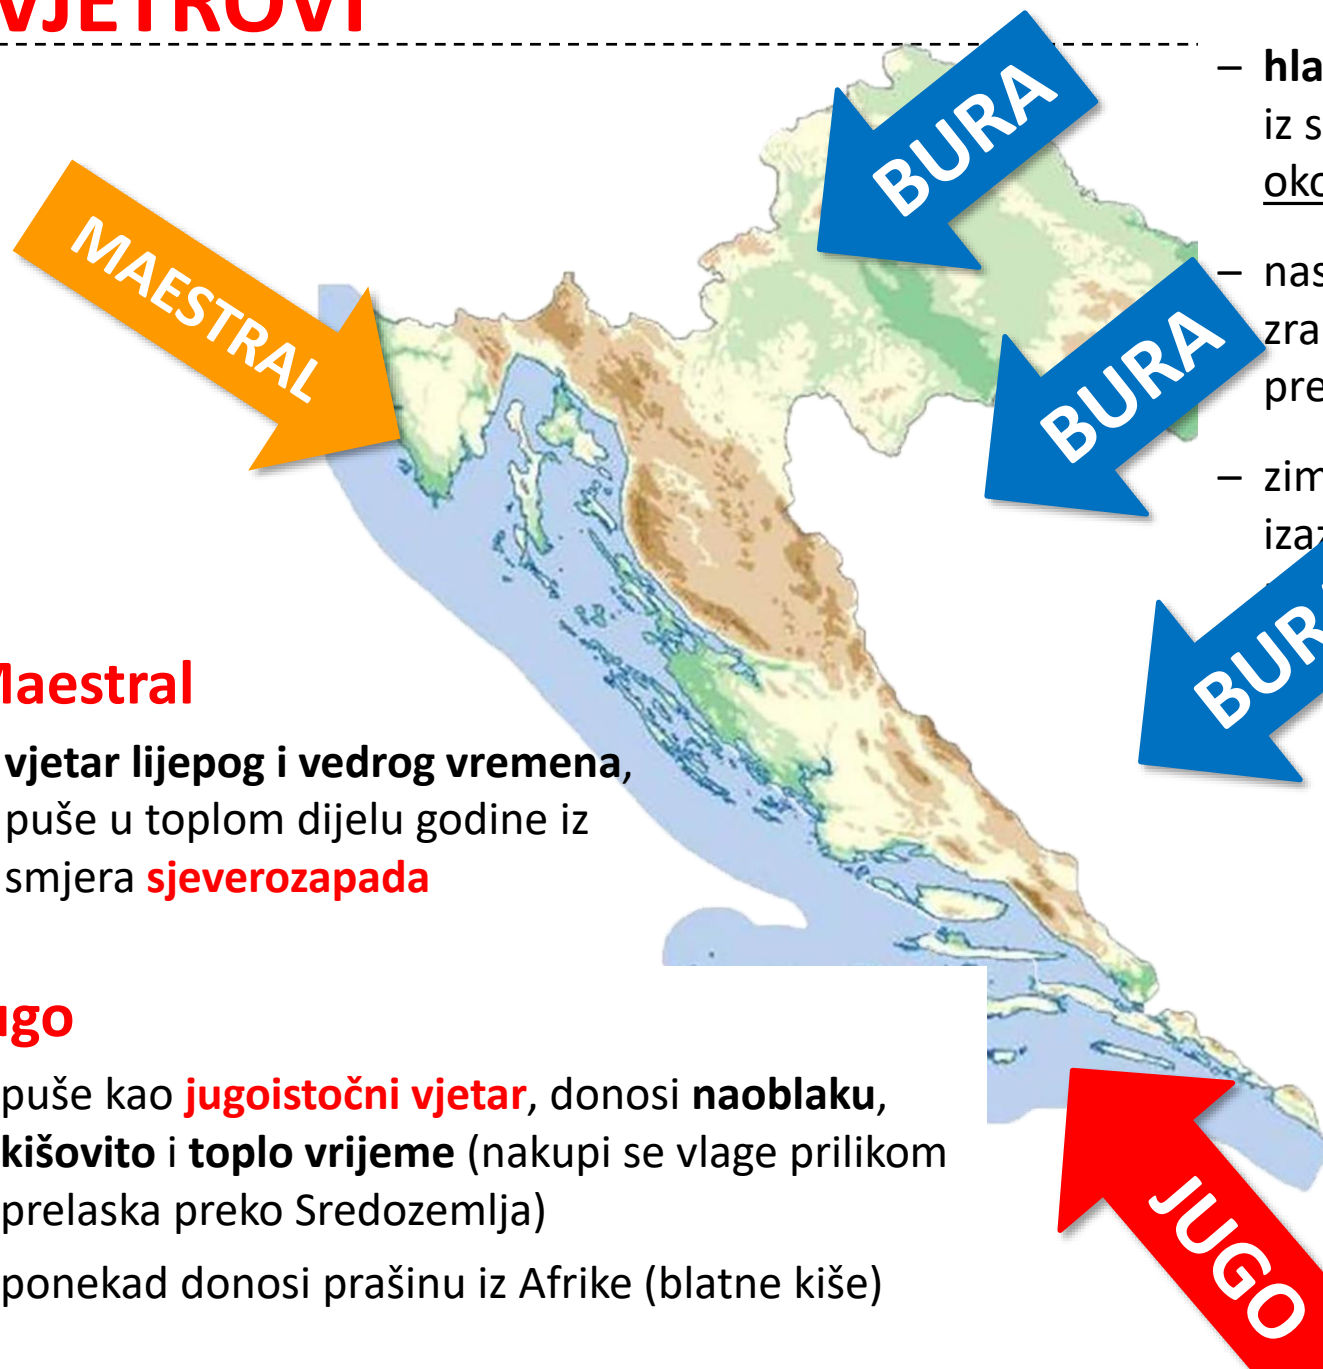 VJETROVI
BURA
– hla
iz s
oko
MAESTRAL
– nas
zra
pre
BURA
– zim
izaz
BUR
Maestral
vjetar lijepog i vedrog vremena,
puše u toplom dijelu godine iz
smjera sjeverozapada
ugo
puše kao jugoistočni vjetar, donosi naoblaku,
kišovito i toplo vrijeme (nakupi se vlage prilikom
prelaska preko Sredozemlja)
ponekad donosi prašinu iz Afrike (blatne kiše)
JUGO